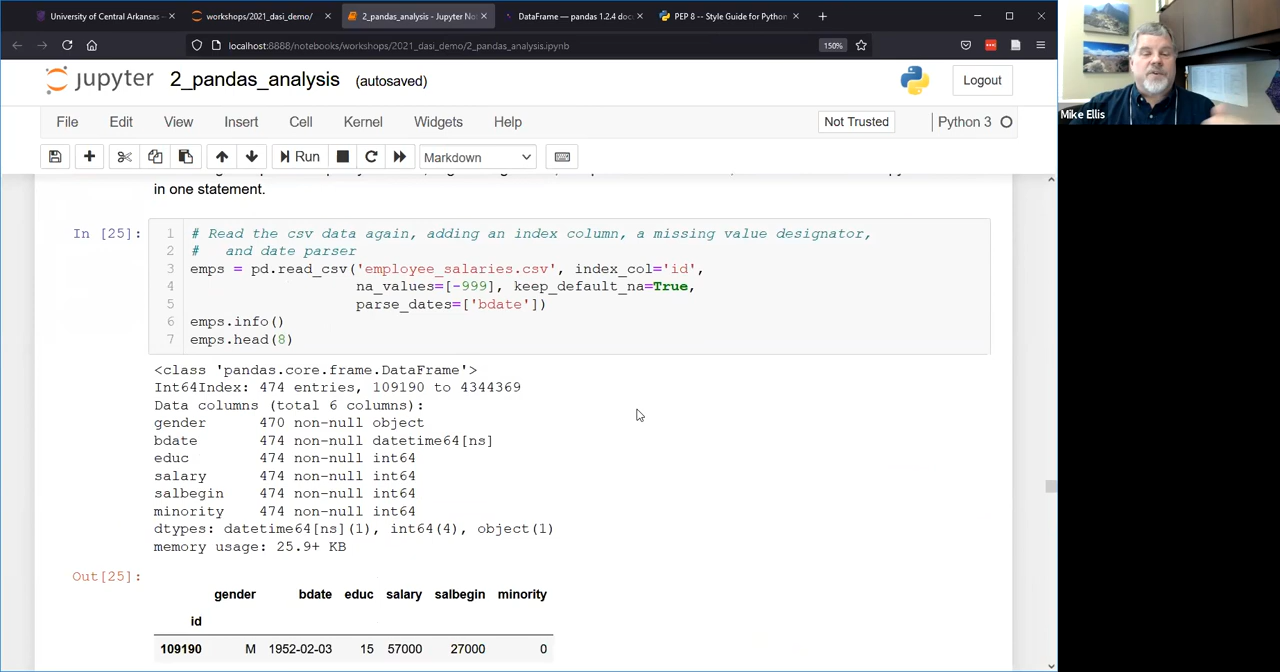 University of Central Arkansas
workshops/2021_dasi_demo/
2_pandas_analysis - Jupyter No
DataFrame — pandas 1.2.4 doc
PEP 8 -- Style Guide for Python
localhost:8888/notebooks/workshops/2021_dasi_demo/2_pandas_analysis.ipynb
150%
jupyter 2_pandas_analysis (autosaved)
Logout
File Edit View Insert Cell Kernel Widgets Help
Not Trusted
Python 3
Run
Markdown
in one statement.
In [25]:
1 # Read the csv data again, adding an index column, a missing value designator,
2 # and date parser
3 emps = pd.read_csv('employee_salaries.csv', index_col='id',
4 na_values=[-999], keep_default_na=True,
5 parse_dates=['bdate'])
6 emps.info()
7 emps.head(8)
<class 'pandas.core.frame.DataFrame'>
Int64Index: 474 entries, 109190 to 4344369
Data columns (total 6 columns):
gender 470 non-null object
bdate 474 non-null datetime64[ns]
educ 474 non-null int64
salary 474 non-null int64
salbegin 474 non-null int64
minority 474 non-null int64
dtypes: datetime64[ns](1), int64(4), object(1)
memory usage: 25.9+ KB
Out[25]:
gender bdate educ salary salbegin minority
id
109190 M 1952-02-03 15 57000 27000 0
Mike Ellis